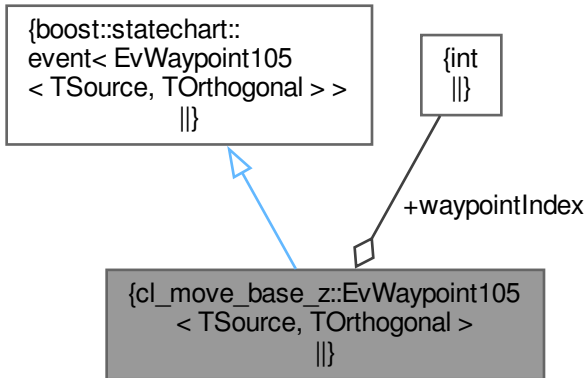 {boost::statechart::
event< EvWaypoint105
< TSource, TOrthogonal > >
||}
{int
||}
+waypointIndex
{cl_move_base_z::EvWaypoint105
< TSource, TOrthogonal >
||}